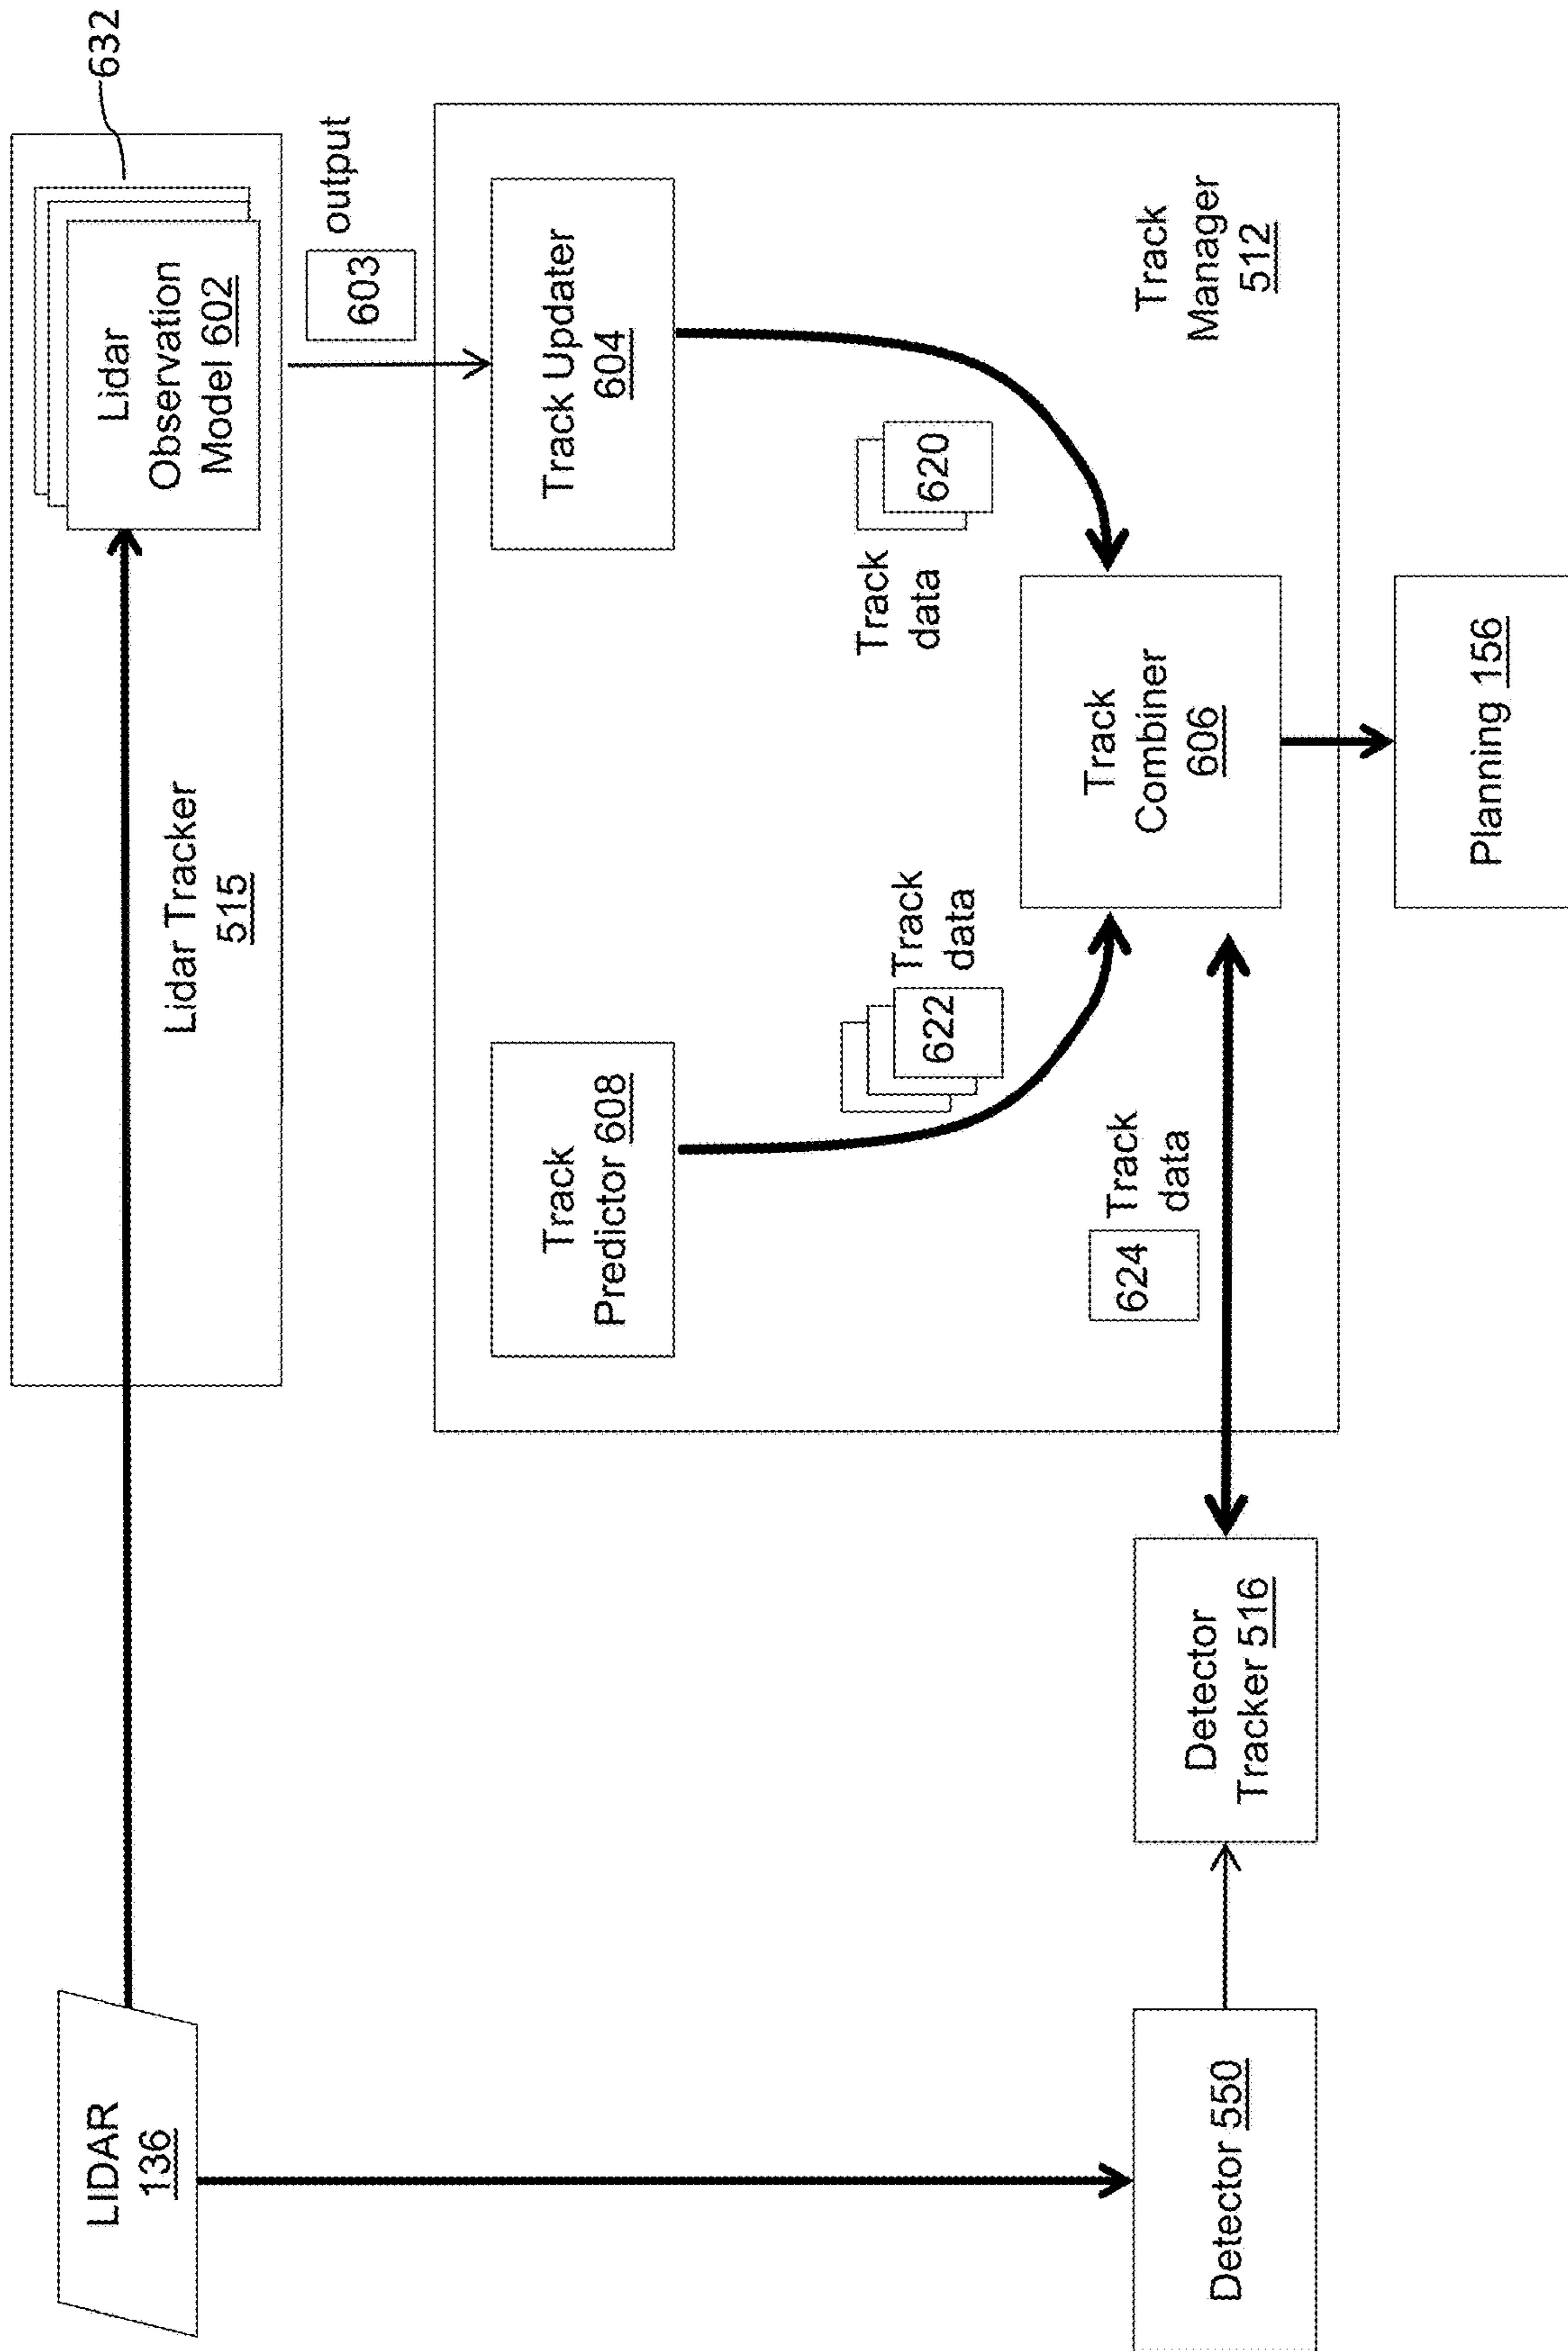 LIDAR
136
Lidar Tracker
515
Lidar
Observation
Model 602
632
603
output
Track
Predictor 608
Track Updater
604
622
Track
data
Track
data
620
624
Track
data
Track
Combiner
606
Track
Manager
512
Detector 550
Detector
Tracker 516
Planning 156